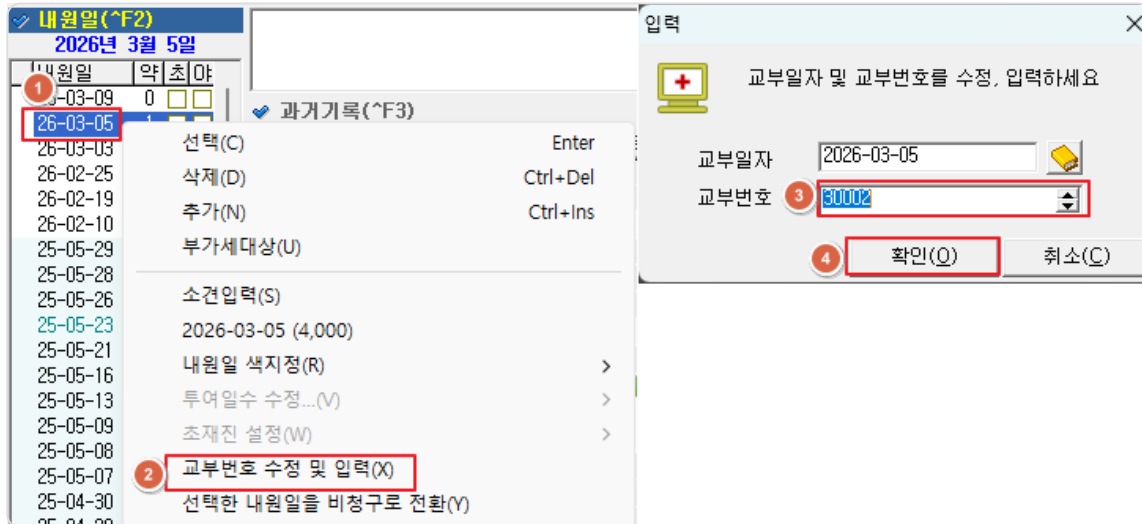 내원일(^F2)
2026년 3월 5일
내원일 약 초 야
1
-03-09 0
26-03-05
26-03-03
26-02-25
26-02-19
26-02-10
25-05-29
25-05-28
25-05-26
25-05-23
25-05-21
25-05-16
25-05-13
25-05-09
25-05-08
25-05-07
25-04-30
과거기록(^F3)
선택(C) Enter
삭제(D) Ctrl+Del
추가(N) Ctrl+Ins
부가세대상(U)
소견입력(S)
2026-03-05 (4,000)
내원일 색지정(R)
투여일수 수정...(V)
초재진 설정(W)
2 교부번호 수정 및 입력(X)
선택한 내원일을 비청구로 전환(Y)
입력
교부일자 및 교부번호를 수정, 입력하세요
교부일자 2026-03-05
교부번호 3 30002
4 확인(O) 취소(C)